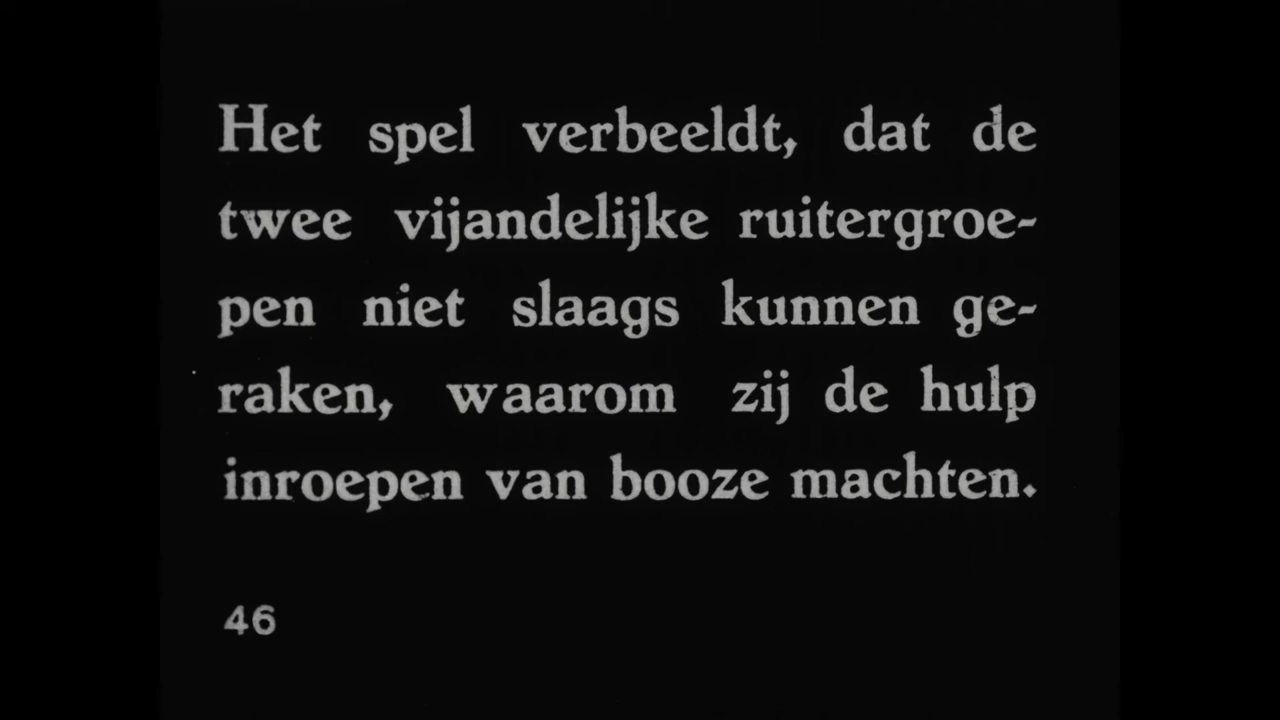 Het spel verbeeldt, dat de
twee vijandelijke ruitergroe-
pen niet slaags kunnen ge-
raken, waarom zij de hulp
inroepen van booze machten.
46